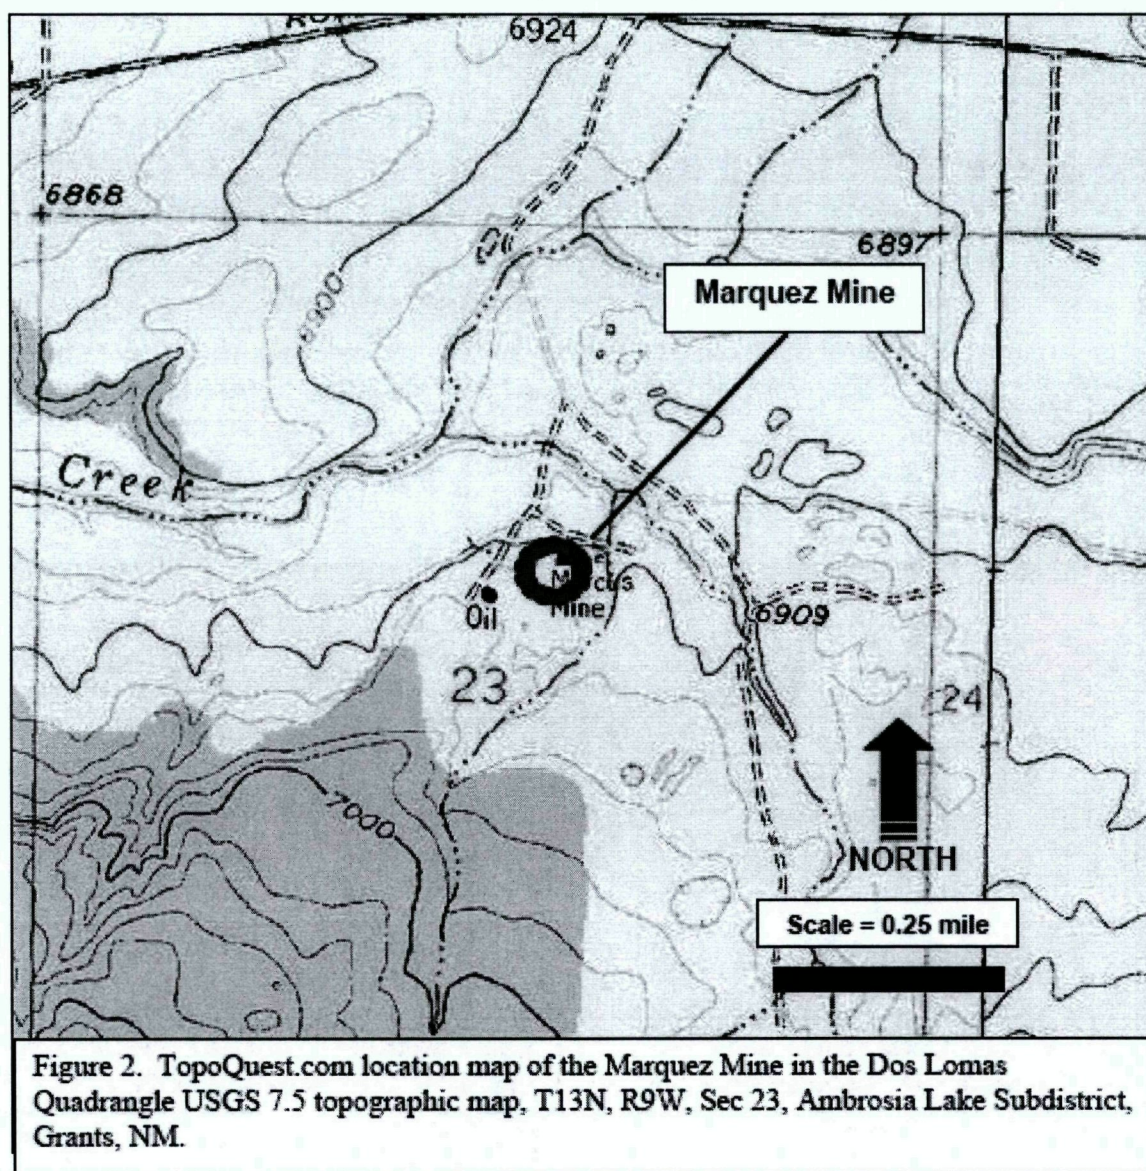 6924
6868
6897
Marquez Mine
6900
Creek
Mine
Oil
6909
23
24
7000
NORTH
Scale = 0.25 mile
Figure 2. TopoQuest.com location map of the Marquez Mine in the Dos Lomas
Quadrangle USGS 7.5 topographic map, T13N, R9W, Sec 23, Ambrosia Lake Subdistrict,
Grants, NM.